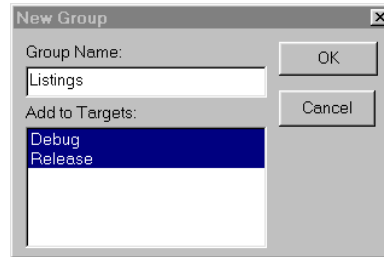 New Group
Group Name:
OK
Listings
Cancel
Add to Targets:
Debug
Release